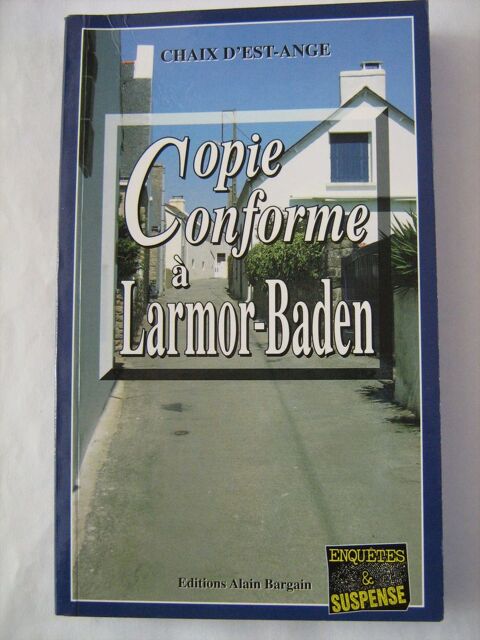 CHAIX D'EST-ANGE
Copie
Conforme
à
Larmor-Baden
Editions Alain Bargain
ENQUÊTES
&
SUSPENSE